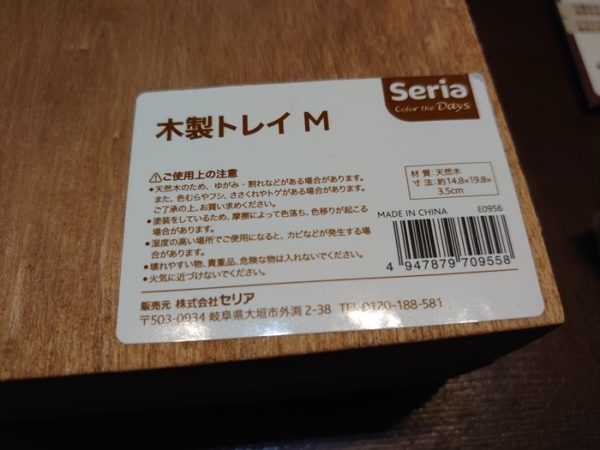 Seria
Color the Days
木製トレイ M
⚠ご使用上の注意
•天然木のため、ゆがみ・割れなどがある場合があります。
また、色むらやフシ、ささくれやトゲがある場合があります。
ご了承の上、お買い求めください。
•塗装をしているため、摩擦によって色落ち、色移りが起こる
場合があります。
•湿度の高い場所でご使用になると、カビなどが発生する場
合があります。
•壊れやすい物、貴重品、危険な物は入れないでください。
•火気に近づけないでください。
材 質：天然木
寸 法：約14.8×19.8×
3.5cm
MADE IN CHINA E0956
4 947879 709558
販売元 株式会社セリア
〒503-0934 岐阜県大垣市外渕 2-38 TEL 0120-188-581